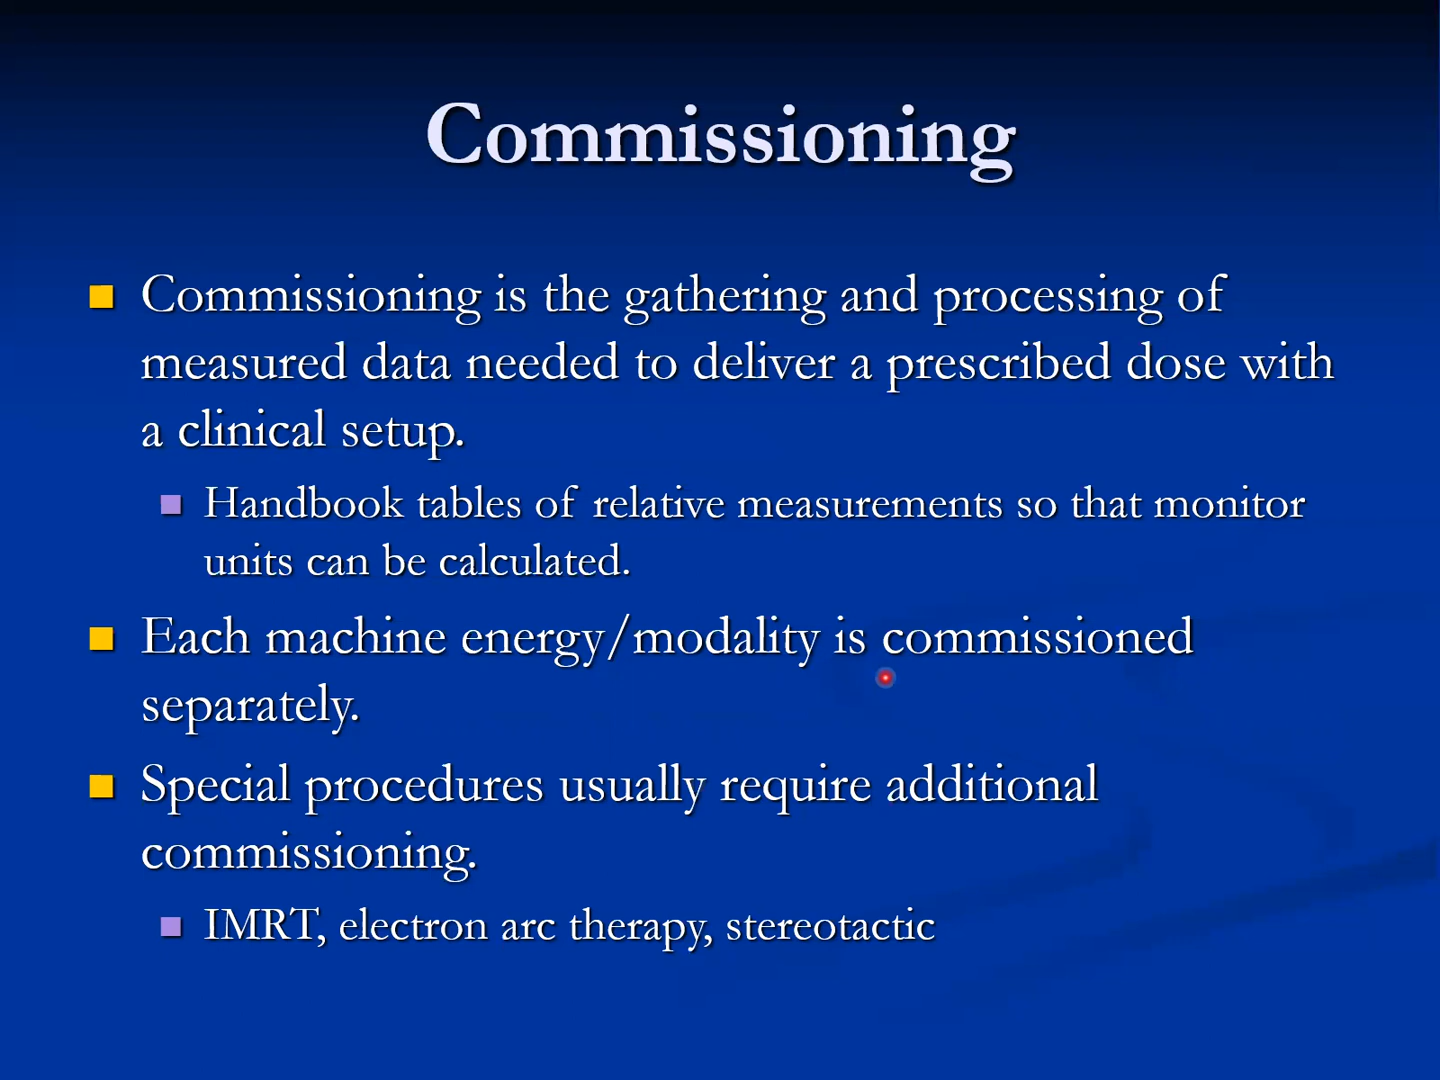 Commissioning
Commissioning is the gathering and processing of
measured data needed to deliver a prescribed dose with
a clinical setup.
Handbook tables of relative measurements so that monitor
units can be calculated.
Each machine energy/modality is commissioned
separately.
Special procedures usually require additional
commissioning.
IMRT, electron arc therapy, stereotactic